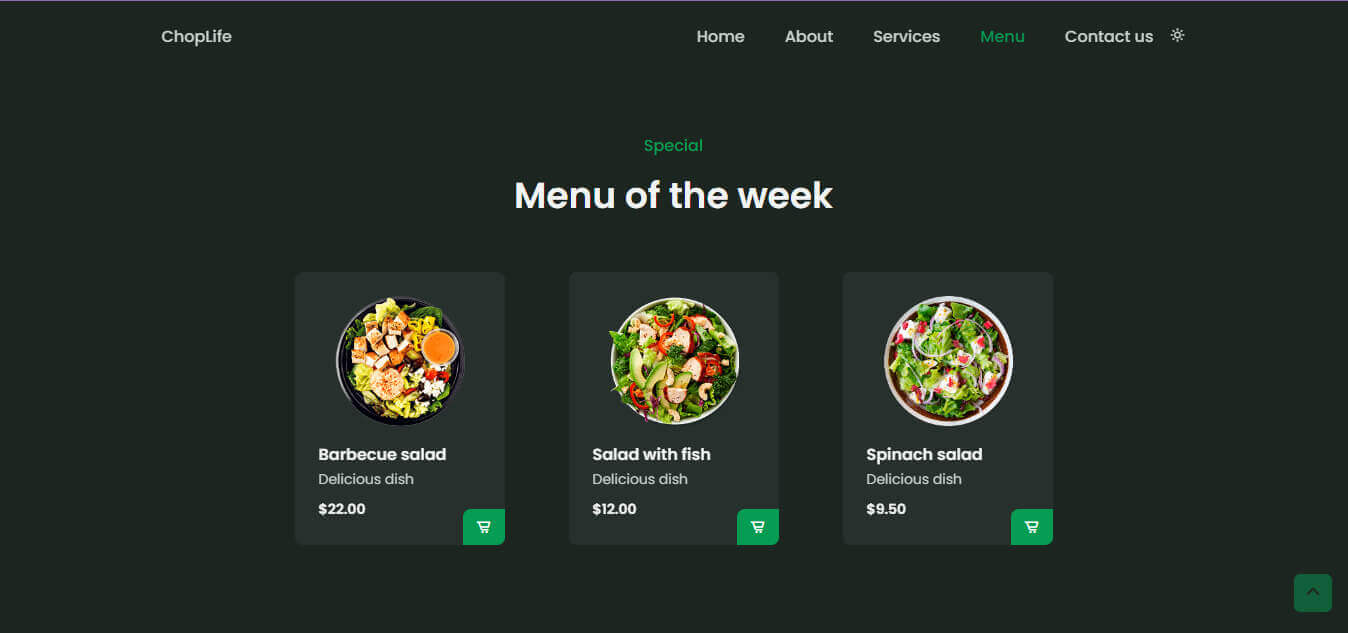 ChopLife Home About Services Menu Contact us
Special
Menu of the week
Barbecue salad
Delicious dish
$22.00
Salad with fish
Delicious dish
$12.00
Spinach salad
Delicious dish
$9.50